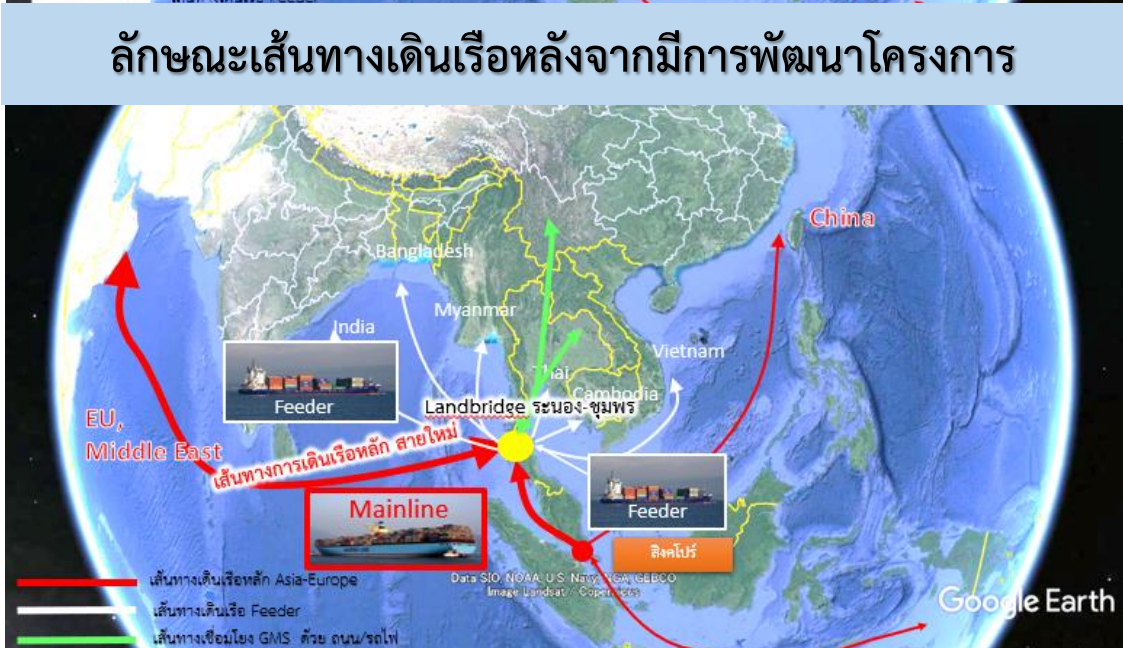 ลักษณะเส้นทางเดินเรือหลังจากมีการพัฒนาโครงการ
China
Bangladesh
Myanmar
India
Vietnam
Thai
Cambodia
Feeder
Landbridge ระนอง-ชุมพร
EU,
Middle East
เส้นทางการเดินเรือหลัก สายใหม่
Mainline
Feeder
สิงคโปร์
เส้นทางเดินเรือหลัก Asia-Europe
Data SIO, NOAA, U.S. Navy, NGA, GEBCO
Image Landsat / Copernicus
เส้นทางเดินเรือ Feeder
Google Earth
เส้นทางเชื่อมโยง GMS ด้วย ถนน/รถไฟ